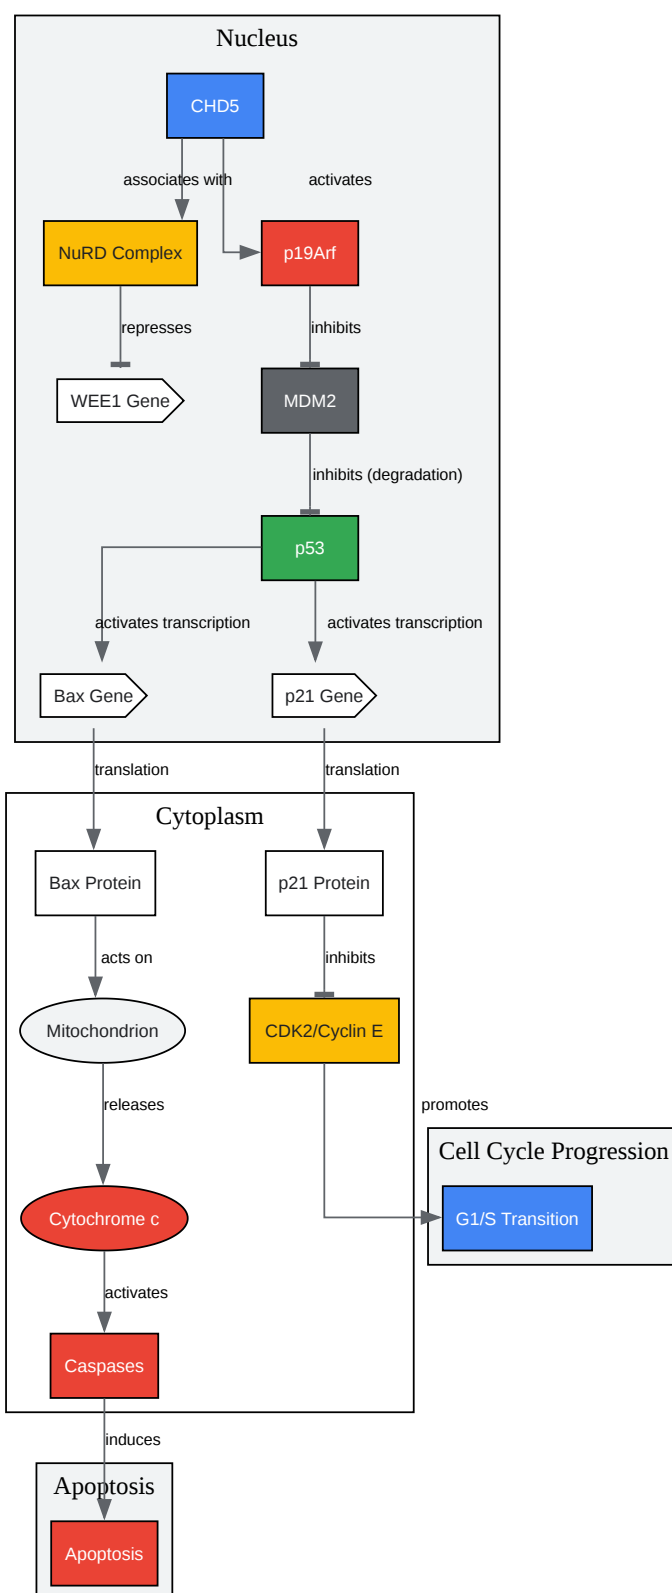 Nucleus
CHD5
associates with
activates
NuRD Complex
p19Arf
represses
inhibits
WEE1 Gene
MDM2
inhibits (degradation)
p53
activates transcription
activates transcription
Bax Gene
p21 Gene
translation
translation
Cytoplasm
Bax Protein
p21 Protein
acts on
inhibits
Mitochondrion
CDK2/Cyclin E
releases
promotes
Cell Cycle Progression
Cytochrome c
G1/S Transition
activates
Caspases
induces
Apoptosis
Apoptosis